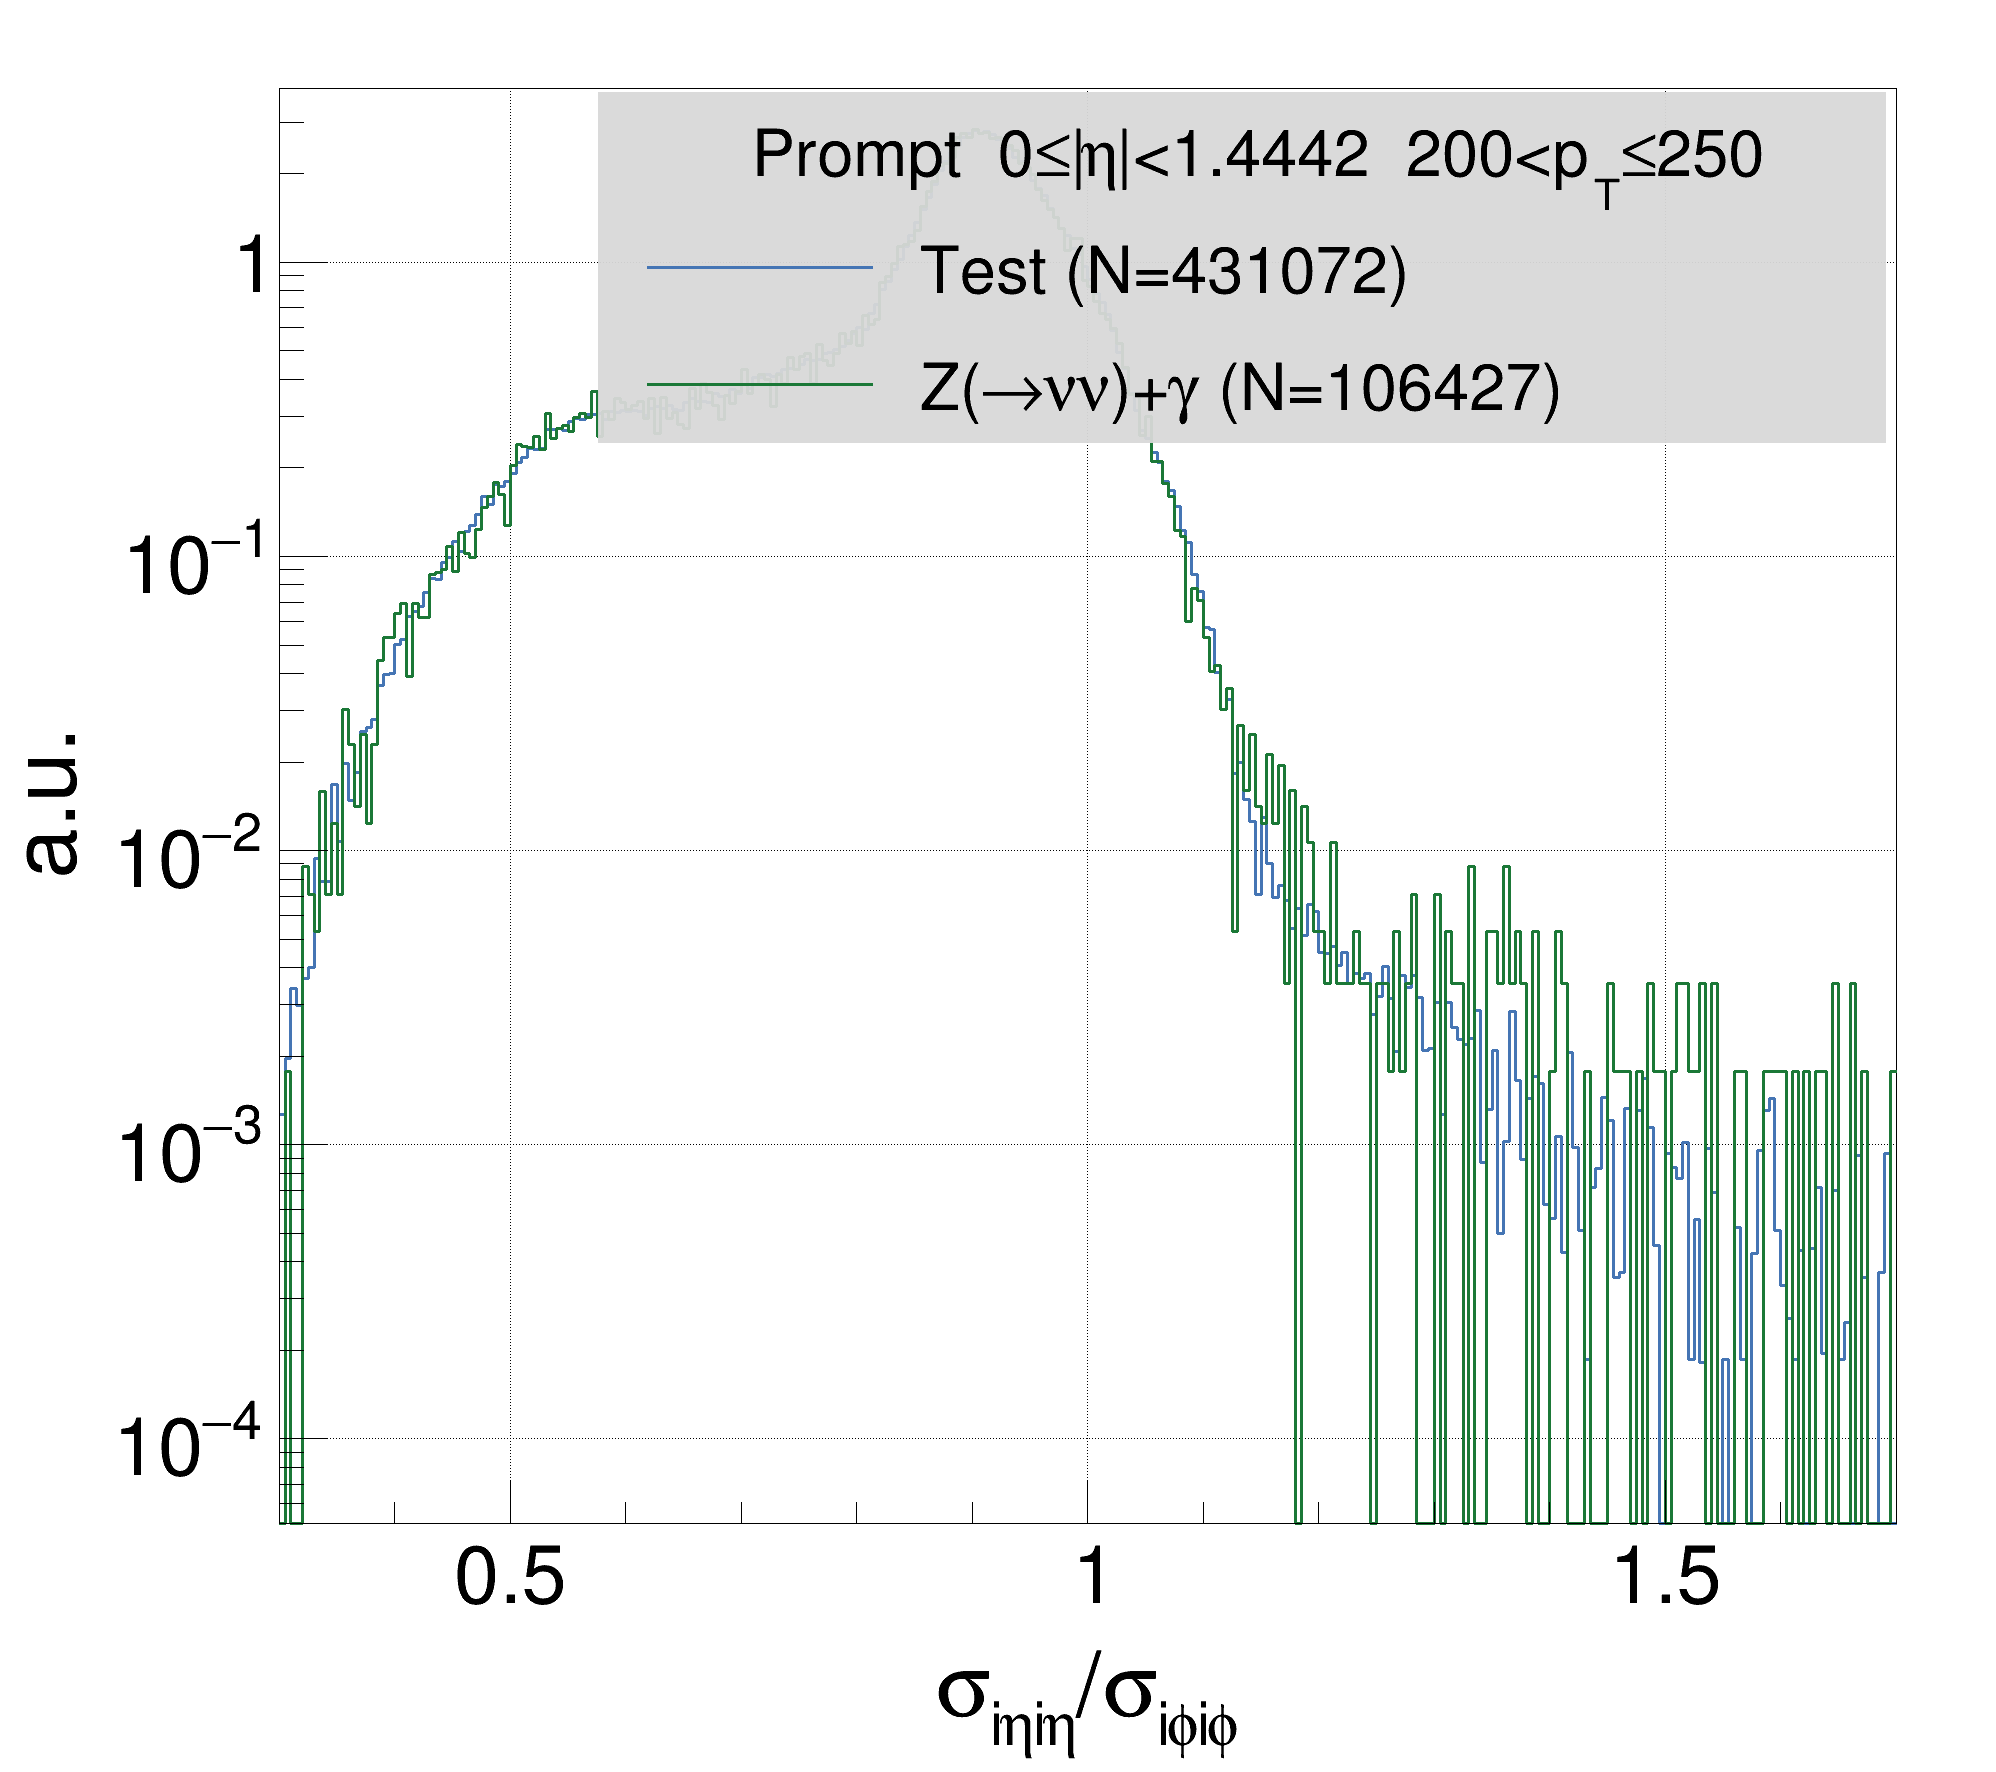 Prompt 0≤|η|<1.4442 200<p_T≤250
Test (N=431072)
Z(→νν)+γ (N=106427)
1
10⁻¹
10⁻²
10⁻³
10⁻⁴
a.u.
0.5 1 1.5
σ_iηiη/σ_iφiφ